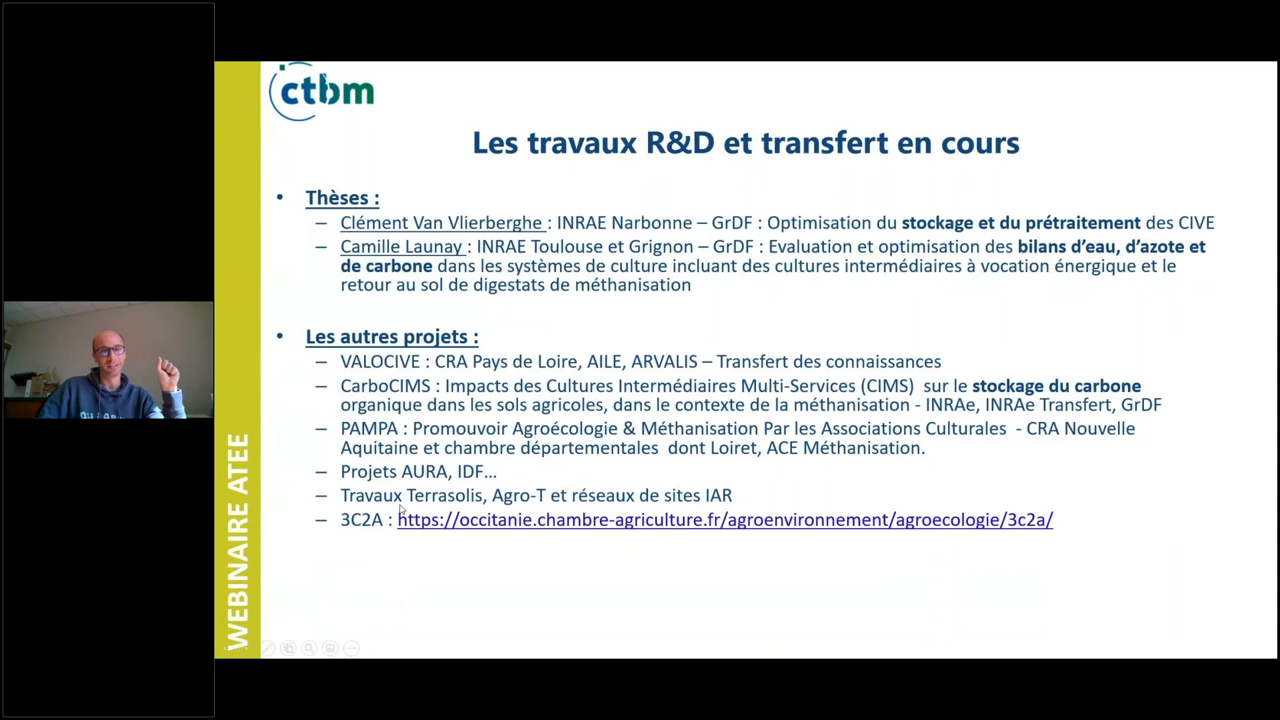 ctbm
Les travaux R&D et transfert en cours
• Thèses :
– Clément Van Vlierberghe : INRAE Narbonne – GrDF : Optimisation du stockage et du prétraitement des CIVE
– Camille Launay : INRAE Toulouse et Grignon – GrDF : Evaluation et optimisation des bilans d’eau, d’azote et
de carbone dans les systèmes de culture incluant des cultures intermédiaires à vocation énergique et le
retour au sol de digestats de méthanisation
• Les autres projets :
– VALOCIVE : CRA Pays de Loire, AILE, ARVALIS – Transfert des connaissances
– CarboCIMS : Impacts des Cultures Intermédiaires Multi-Services (CIMS) sur le stockage du carbone
organique dans les sols agricoles, dans le contexte de la méthanisation - INRAe, INRAe Transfert, GrDF
– PAMPA : Promouvoir Agroécologie & Méthanisation Par les Associations Culturales - CRA Nouvelle
Aquitaine et chambre départementales dont Loiret, ACE Méthanisation.
– Projets AURA, IDF…
– Travaux Terrasolis, Agro-T et réseaux de sites IAR
– 3C2A : https://occitanie.chambre-agriculture.fr/agroenvironnement/agroecologie/3c2a/
WEBINAIRE ATEE